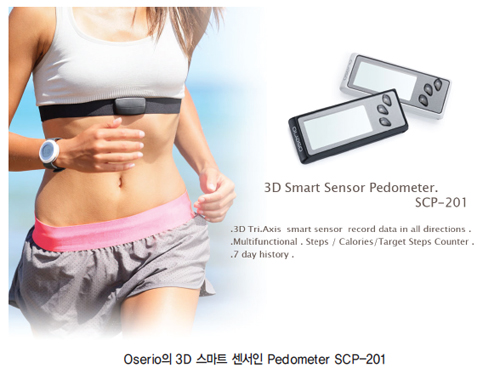 3D Smart Sensor Pedometer.
SCP-201
.3D Tri.Axis smart sensor record data in all directions .
.Multifunctional . Steps / Calories/Target Steps Counter .
.7 day history .
Oserio의 3D 스마트 센서인 Pedometer SCP-201